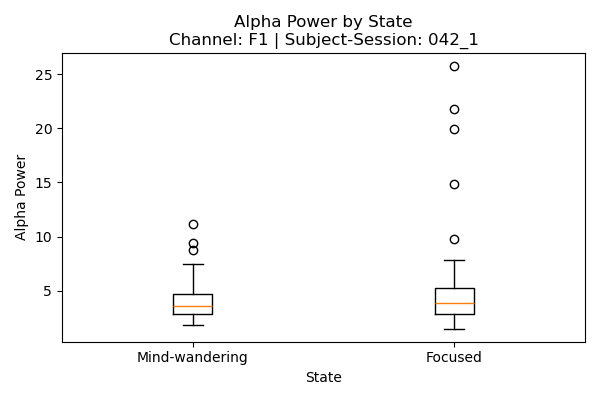 Alpha Power by State
Channel: F1 | Subject-Session: 042_1
25
20
15
10
5
Alpha Power
Mind-wandering
Focused
State